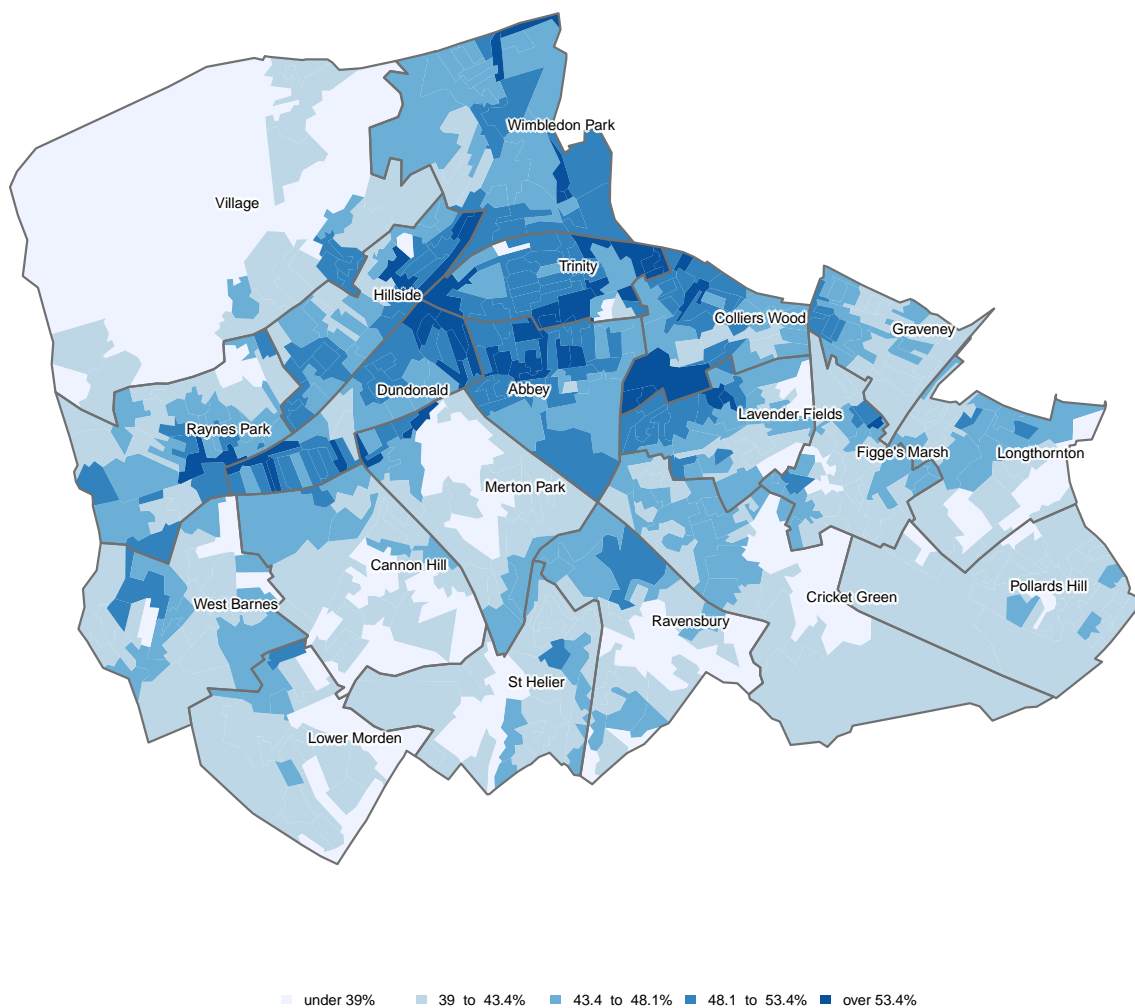 Wimbledon Park
Village
Trinity
Hillside
Colliers Wood
Graveney
Dundonald
Abbey
Lavender Fields
Raynes Park
Figge's Marsh
Longthornton
Merton Park
Cannon Hill
Pollards Hill
West Barnes
Cricket Green
Ravensbury
St Helier
Lower Morden
under 39% 39 to 43.4% 43.4 to 48.1% 48.1 to 53.4% over 53.4%